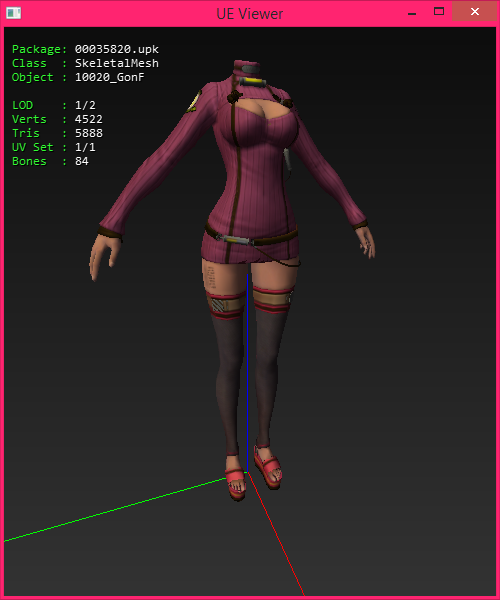 UE Viewer
Package: 00035820.upk
Class : SkeletalMesh
Object : 10020_GonF
LOD : 1/2
Verts : 4522
Tris : 5888
UV Set : 1/1
Bones : 84